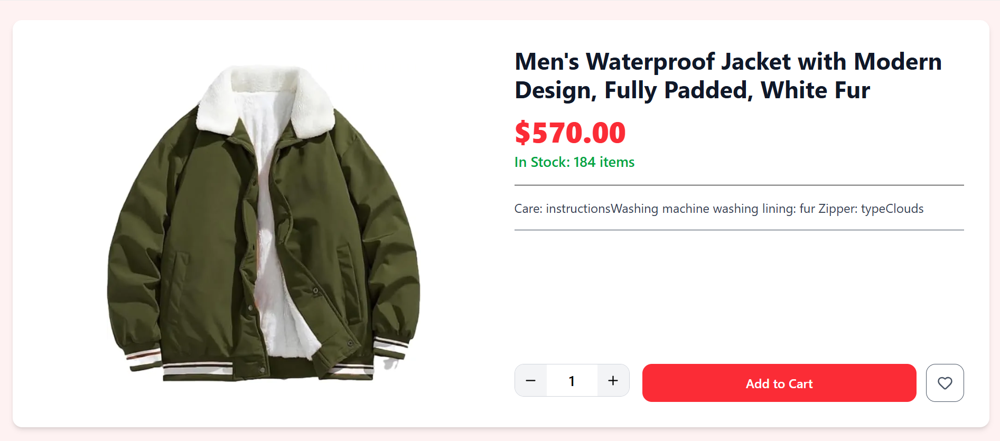 Men's Waterproof Jacket with Modern
Design, Fully Padded, White Fur
$570.00
In Stock: 184 items
Care: instructionsWashing machine washing lining: fur Zipper: typeClouds
− 1 +
Add to Cart